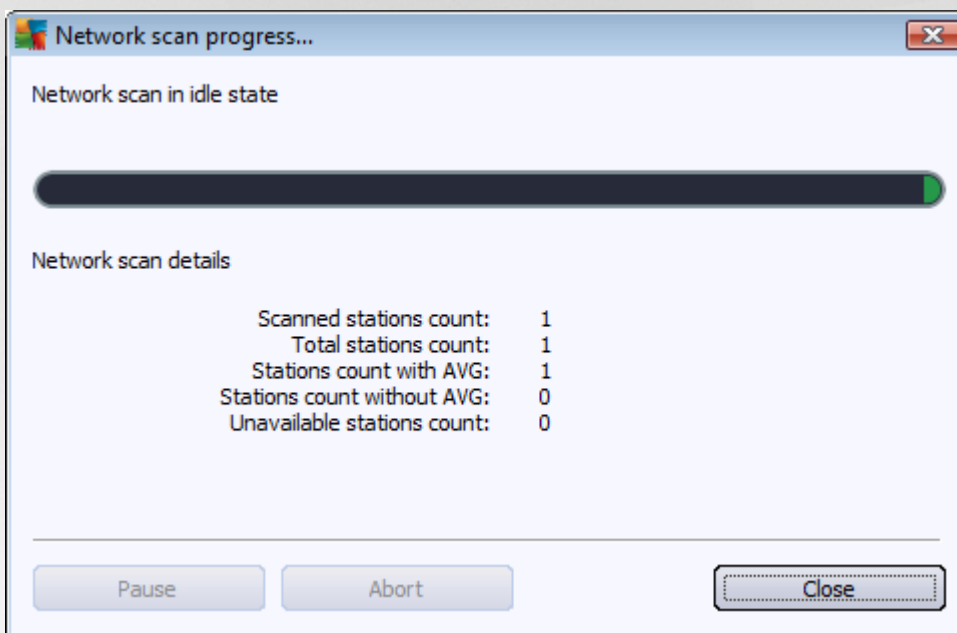 Network scan progress...
Network scan in idle state
Network scan details
Scanned stations count: 1
Total stations count: 1
Stations count with AVG: 1
Stations count without AVG: 0
Unavailable stations count: 0
Pause Abort Close